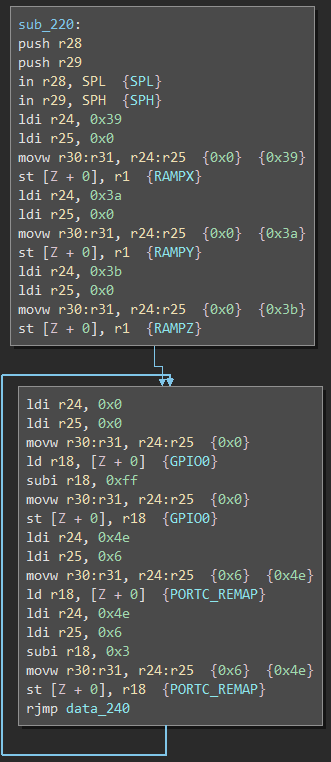 sub_220:
push r28
push r29
in r28, SPL {SPL}
in r29, SPH {SPH}
ldi r24, 0x39
ldi r25, 0x0
movw r30:r31, r24:r25 {0x0} {0x39}
st [Z + 0], r1 {RAMPX}
ldi r24, 0x3a
ldi r25, 0x0
movw r30:r31, r24:r25 {0x0} {0x3a}
st [Z + 0], r1 {RAMPY}
ldi r24, 0x3b
ldi r25, 0x0
movw r30:r31, r24:r25 {0x0} {0x3b}
st [Z + 0], r1 {RAMPZ}
ldi r24, 0x0
ldi r25, 0x0
movw r30:r31, r24:r25 {0x0}
ld r18, [Z + 0] {GPIO0}
subi r18, 0xff
movw r30:r31, r24:r25 {0x0}
st [Z + 0], r18 {GPIO0}
ldi r24, 0x4e
ldi r25, 0x6
movw r30:r31, r24:r25 {0x6} {0x4e}
ld r18, [Z + 0] {PORTC_REMAP}
ldi r24, 0x4e
ldi r25, 0x6
subi r18, 0x3
movw r30:r31, r24:r25 {0x6} {0x4e}
st [Z + 0], r18 {PORTC_REMAP}
rjmp data_240